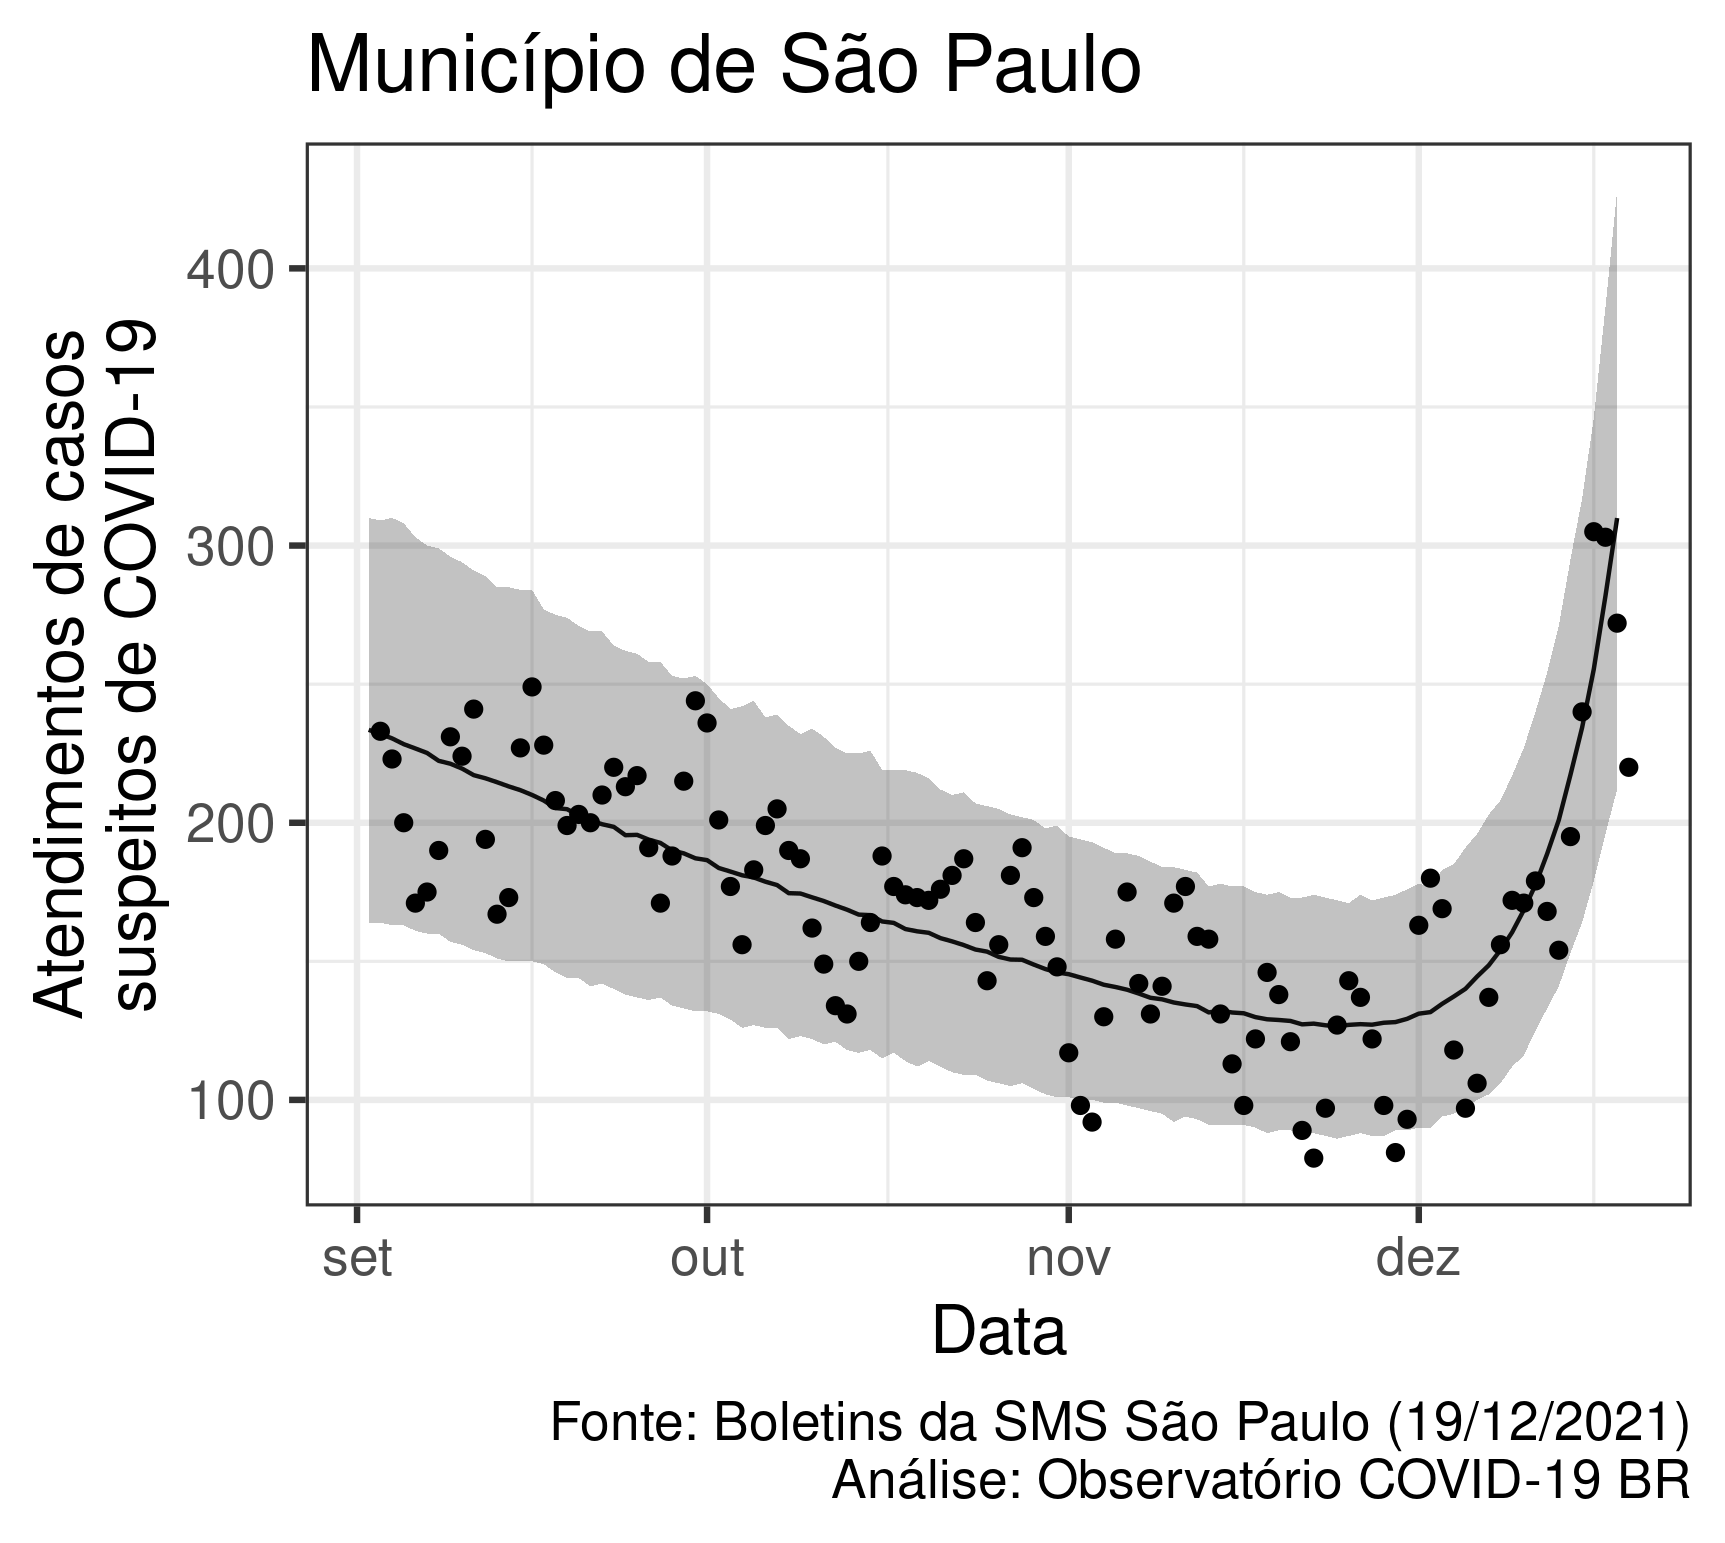 Município de São Paulo
Atendimentos de casos
suspeitos de COVID-19
400
300
200
100
set
out
nov
dez
Data
Fonte: Boletins da SMS São Paulo (19/12/2021)
Análise: Observatório COVID-19 BR